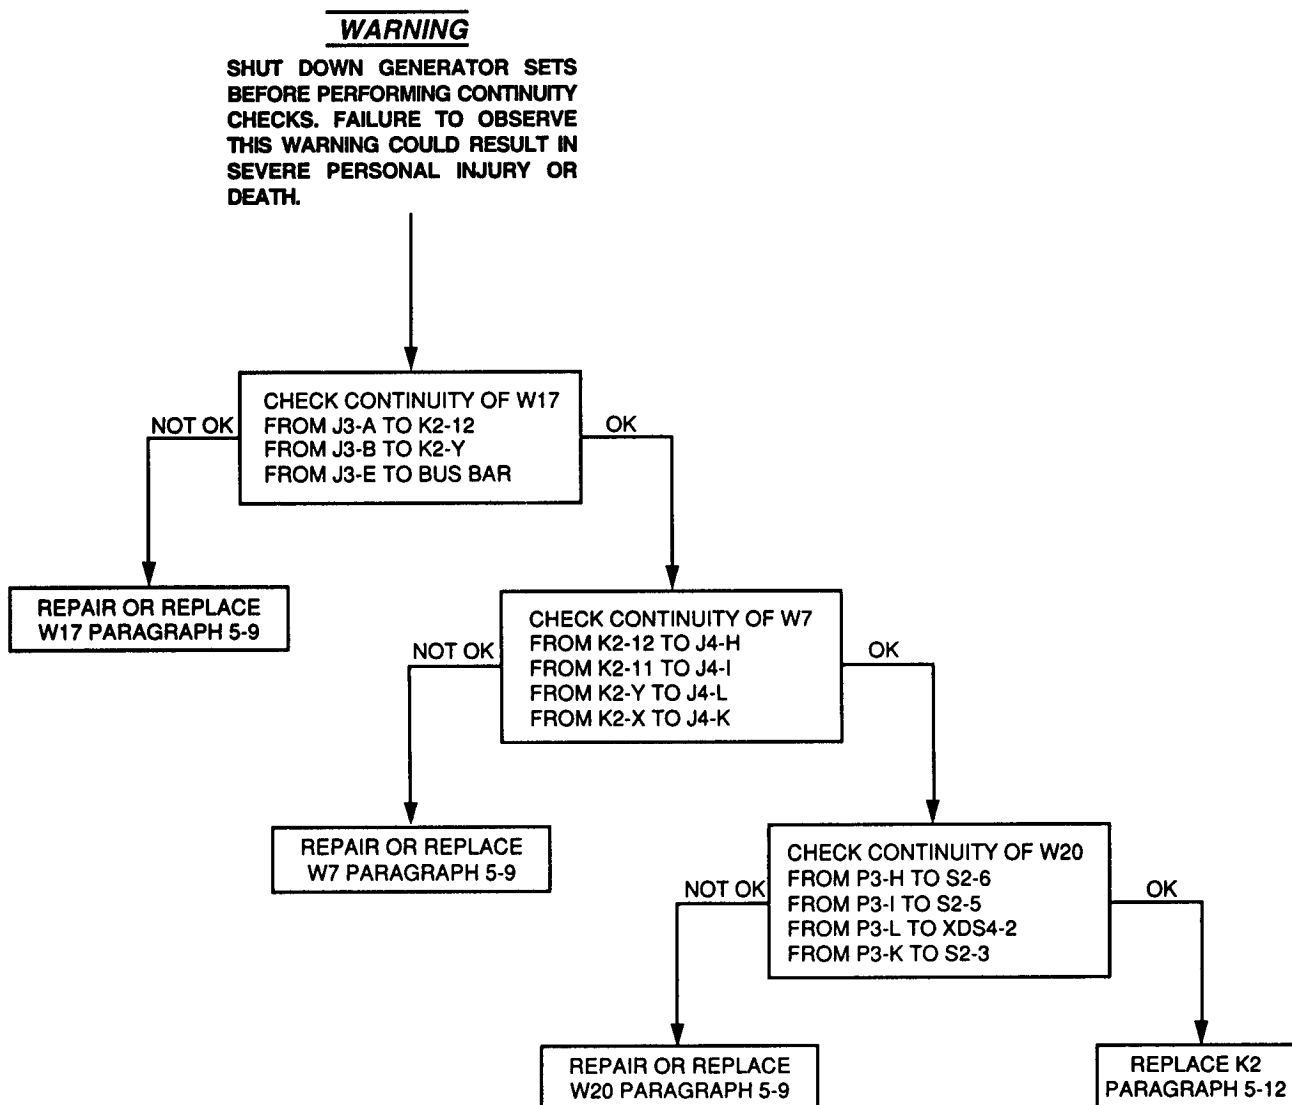 WARNING
SHUT DOWN GENERATOR SETS
BEFORE PERFORMING CONTINUITY
CHECKS. FAILURE TO OBSERVE
THIS WARNING COULD RESULT IN
SEVERE PERSONAL INJURY OR
DEATH.
CHECK CONTINUITY OF W17
FROM J3-A TO K2-12
FROM J3-B TO K2-Y
FROM J3-E TO BUS BAR
NOT OK
OK
REPAIR OR REPLACE
W17 PARAGRAPH 5-9
CHECK CONTINUITY OF W7
FROM K2-12 TO J4-H
FROM K2-11 TO J4-I
FROM K2-Y TO J4-L
FROM K2-X TO J4-K
NOT OK
OK
REPAIR OR REPLACE
W7 PARAGRAPH 5-9
CHECK CONTINUITY OF W20
FROM P3-H TO S2-6
FROM P3-I TO S2-5
FROM P3-L TO XDS4-2
FROM P3-K TO S2-3
NOT OK
OK
REPAIR OR REPLACE
W20 PARAGRAPH 5-9
REPLACE K2
PARAGRAPH 5-12